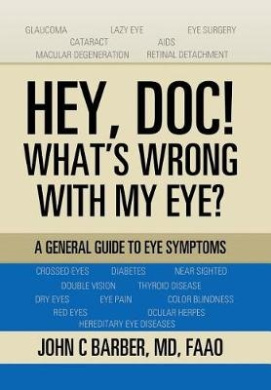 GLAUCOMA LAZY EYE EYE SURGERY
CATARACT AIDS
MACULAR DEGENERATION RETINAL DETACHMENT
HEY, DOC!
WHAT'S WRONG
WITH MY EYE?
A GENERAL GUIDE TO EYE SYMPTOMS
CROSSED EYES DIABETES NEAR SIGHTED
DOUBLE VISION THYROID DISEASE
DRY EYES EYE PAIN COLOR BLINDNESS
RED EYES OCULAR HERPES
HEREDITARY EYE DISEASES
JOHN C BARBER, MD, FAAO